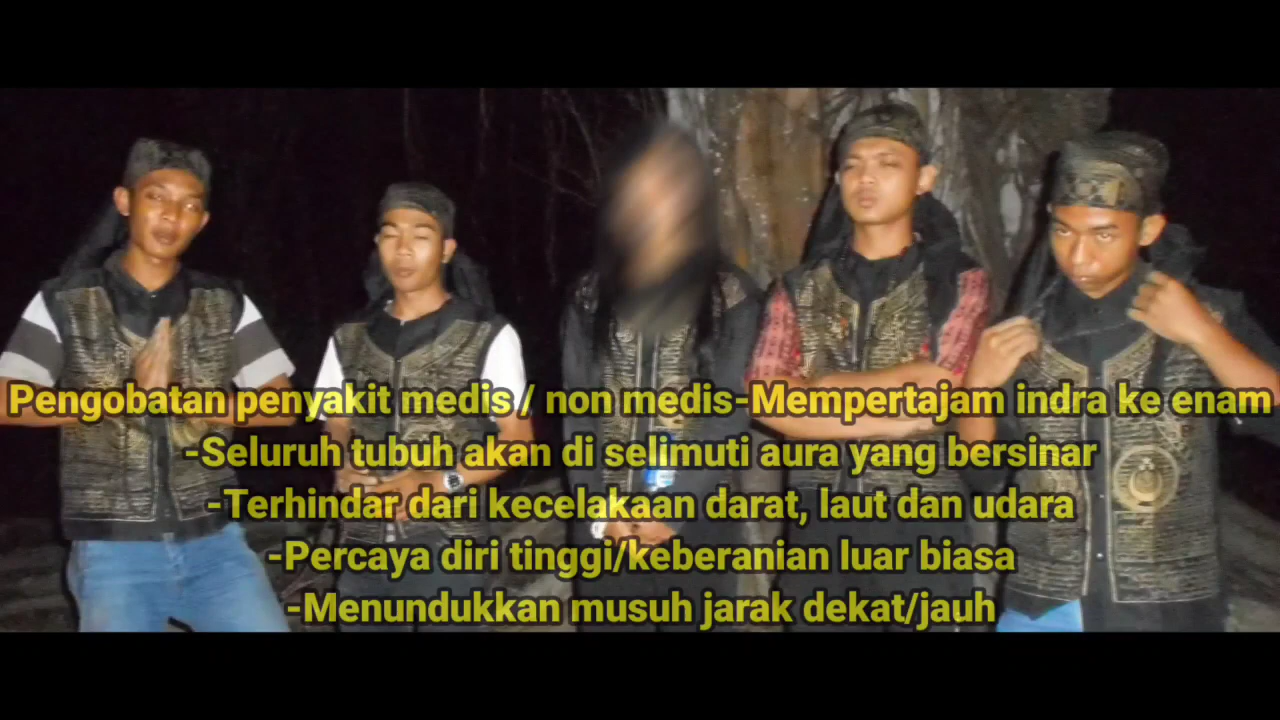 Pengobatan penyakit medis / non medis-Mempertajam indra ke enam
-Seluruh tubuh akan di selimuti aura yang bersinar
-Terhindar dari kecelakaan darat, laut dan udara
-Percaya diri tinggi/keberanian luar biasa
-Menundukkan musuh jarak dekat/jauh